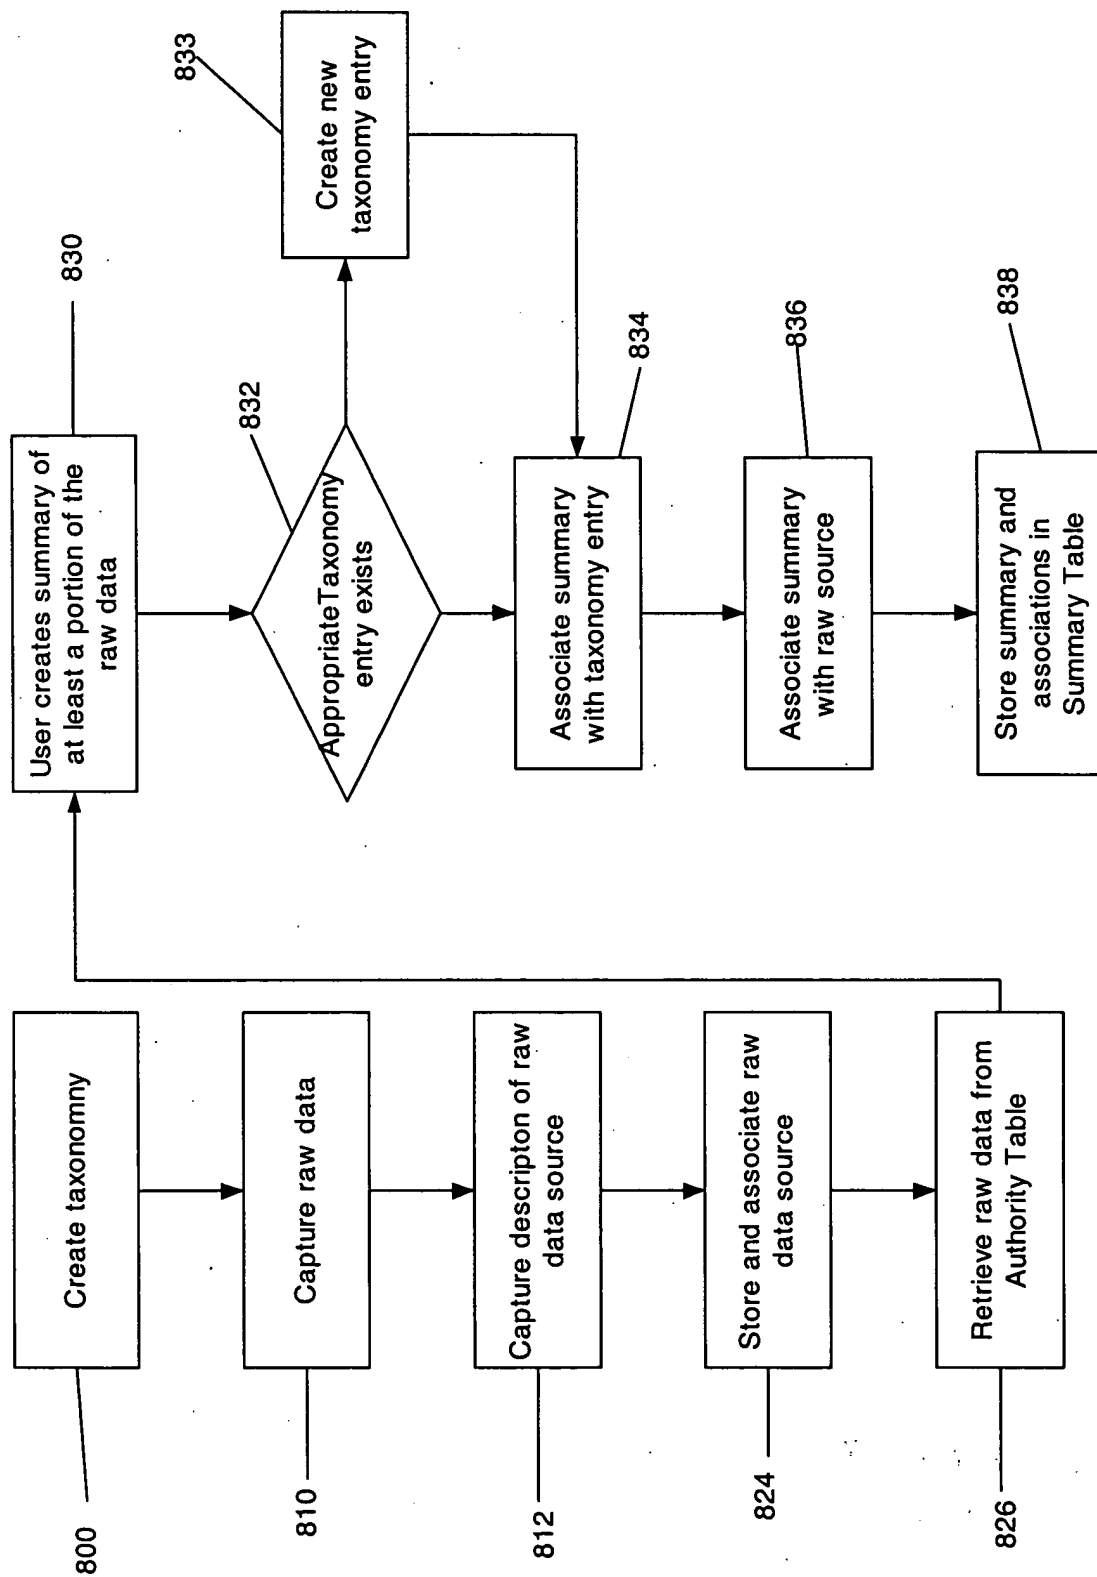 800
Create taxonomny
810
Capture raw data
812
Capture descripton of raw
data source
824
Store and associate raw
data source
826
Retrieve raw data from
Authority Table
User creates summary of
at least a portion of the
raw data
830
AppropriateTaxonomy
entry exists
832
Create new
taxonomy entry
833
Associate summary
with taxonomy entry
834
Associate summary
with raw source
836
Store summary and
associations in
Summary Table
838